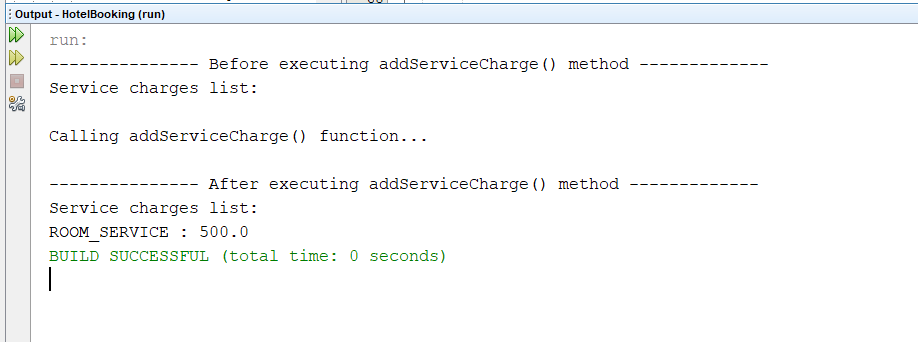 Output - HotelBooking (run)
run:
--------------- Before executing addServiceCharge() method -------------
Service charges list:
Calling addServiceCharge() function...
--------------- After executing addServiceCharge() method -------------
Service charges list:
ROOM_SERVICE : 500.0
BUILD SUCCESSFUL (total time: 0 seconds)